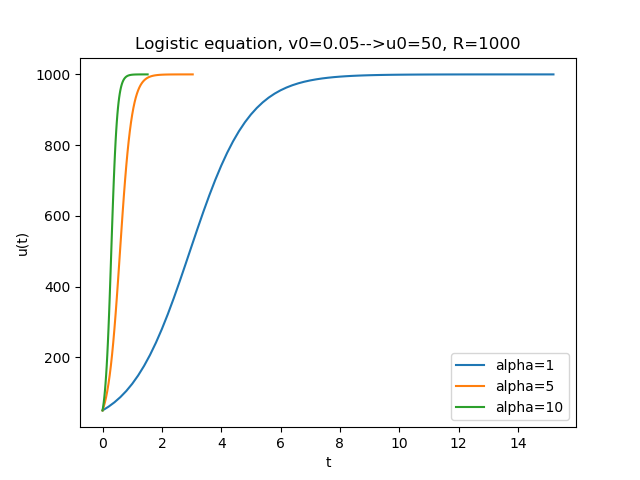 Logistic equation, v0=0.05-->u0=50, R=1000
1000
800
600
400
200
u(t)
0 2 4 6 8 10 12 14
t
alpha=1
alpha=5
alpha=10